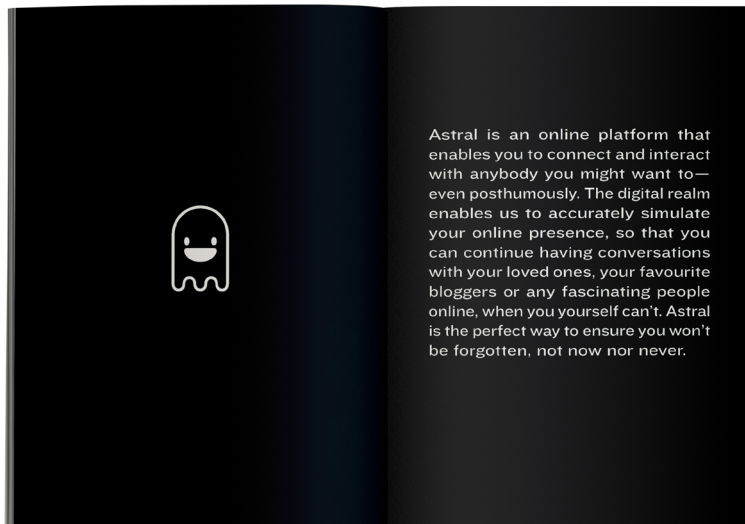 Astral is an online platform that
enables you to connect and interact
with anybody you might want to—
even posthumously. The digital realm
enables us to accurately simulate
your online presence, so that you
can continue having conversations
with your loved ones, your favourite
bloggers or any fascinating people
online, when you yourself can't. Astral
is the perfect way to ensure you won't
be forgotten, not now nor never.